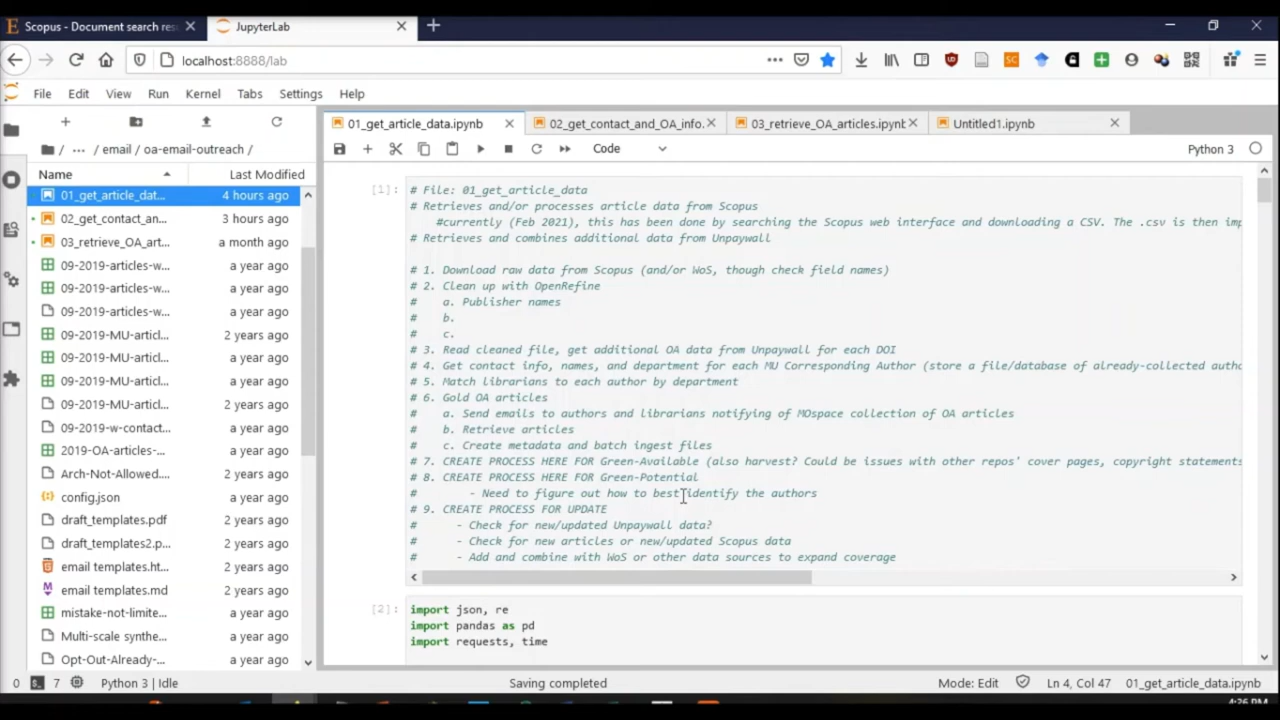 Scopus - Document search res
JupyterLab
localhost:8888/lab
File Edit View Run Kernel Tabs Settings Help
01_get_article_data.ipynb
02_get_contact_and_OA_info.
03_retrieve_OA_articles.ipynb
Untitled1.ipynb
/ ... / email / oa-email-outreach /
Code
Python 3
Name Last Modified
01_get_article_dat... 4 hours ago
02_get_contact_an... 3 hours ago
03_retrieve_OA_art... a month ago
09-2019-articles-w... a year ago
09-2019-articles-w... a year ago
09-2019-articles-w... a year ago
09-2019-MU-articl... 2 years ago
09-2019-MU-articl... a year ago
09-2019-MU-articl... a year ago
09-2019-MU-articl... 2 years ago
09-2019-w-contact... a year ago
2019-OA-articles-... a year ago
Arch-Not-Allowed.... a year ago
config.json a year ago
draft_templates.pdf 2 years ago
draft_templates2.p... 2 years ago
email templates.ht... 2 years ago
email templates.md 2 years ago
mistake-not-limite... a year ago
Multi-scale synthe... a year ago
Opt-Out-Already-... a year ago
[1]:
# File: 01_get_article_data
# Retrieves and/or processes article data from Scopus
#currently (Feb 2021), this has been done by searching the Scopus web interface and downloading a CSV. The .csv is then imp
# Retrieves and combines additional data from Unpaywall
# 1. Download raw data from Scopus (and/or WoS, though check field names)
# 2. Clean up with OpenRefine
# a. Publisher names
# b.
# c.
# 3. Read cleaned file, get additional OA data from Unpaywall for each DOI
# 4. Get contact info, names, and department for each MU Corresponding Author (store a file/database of already-collected autho
# 5. Match librarians to each author by department
# 6. Gold OA articles
# a. Send emails to authors and librarians notifying of MOspace collection of OA articles
# b. Retrieve articles
# c. Create metadata and batch ingest files
# 7. CREATE PROCESS HERE FOR Green-Available (also harvest? Could be issues with other repos' cover pages, copyright statements
# 8. CREATE PROCESS HERE FOR Green-Potential
# - Need to figure out how to best identify the authors
# 9. CREATE PROCESS FOR UPDATE
# - Check for new/updated Unpaywall data?
# - Check for new articles or new/updated Scopus data
# - Add and combine with WoS or other data sources to expand coverage
[2]:
import json, re
import pandas as pd
import requests, time
0 7 Python 3 | Idle
Saving completed
Mode: Edit Ln 4, Col 47 01_get_article_data.ipynb
4:26 PM